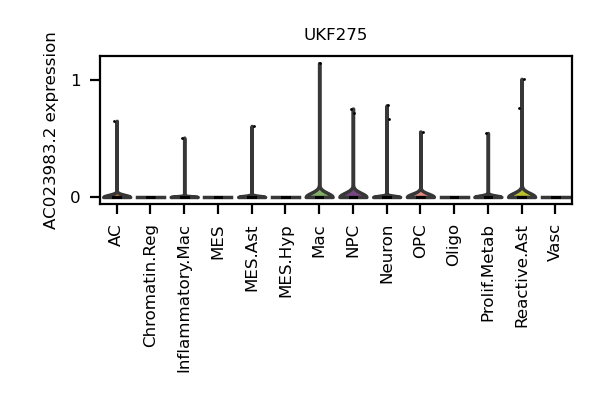 UKF275
AC023983.2 expression
1
0
AC
Chromatin.Reg
Inflammatory.Mac
MES
MES.Ast
MES.Hyp
Mac
NPC
Neuron
OPC
Oligo
Prolif.Metab
Reactive.Ast
Vasc